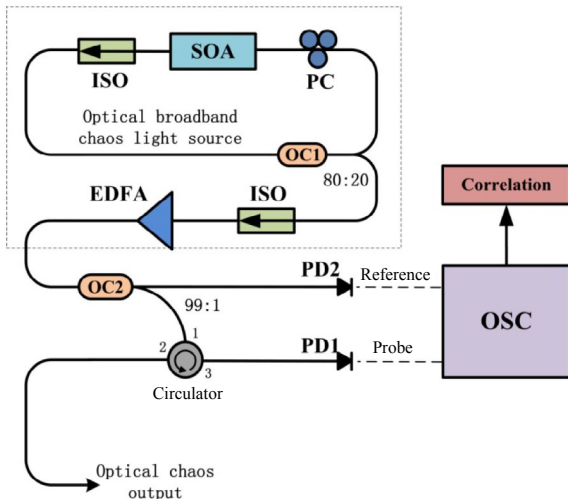 SOA
ISO
PC
Optical broadband
chaos light source
OC1
80:20
EDFA
ISO
Correlation
PD2
Reference
OC2
99:1
OSC
1
PD1
Probe
2
3
Circulator
Optical chaos
output